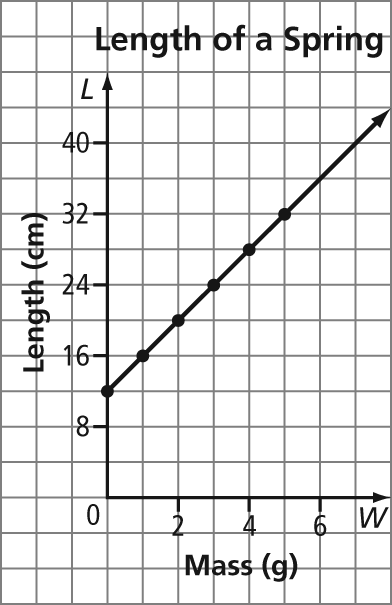 Length of a Spring
L
40
32
24
16
8
0
2
4
6
W
Length (cm)
Mass (g)